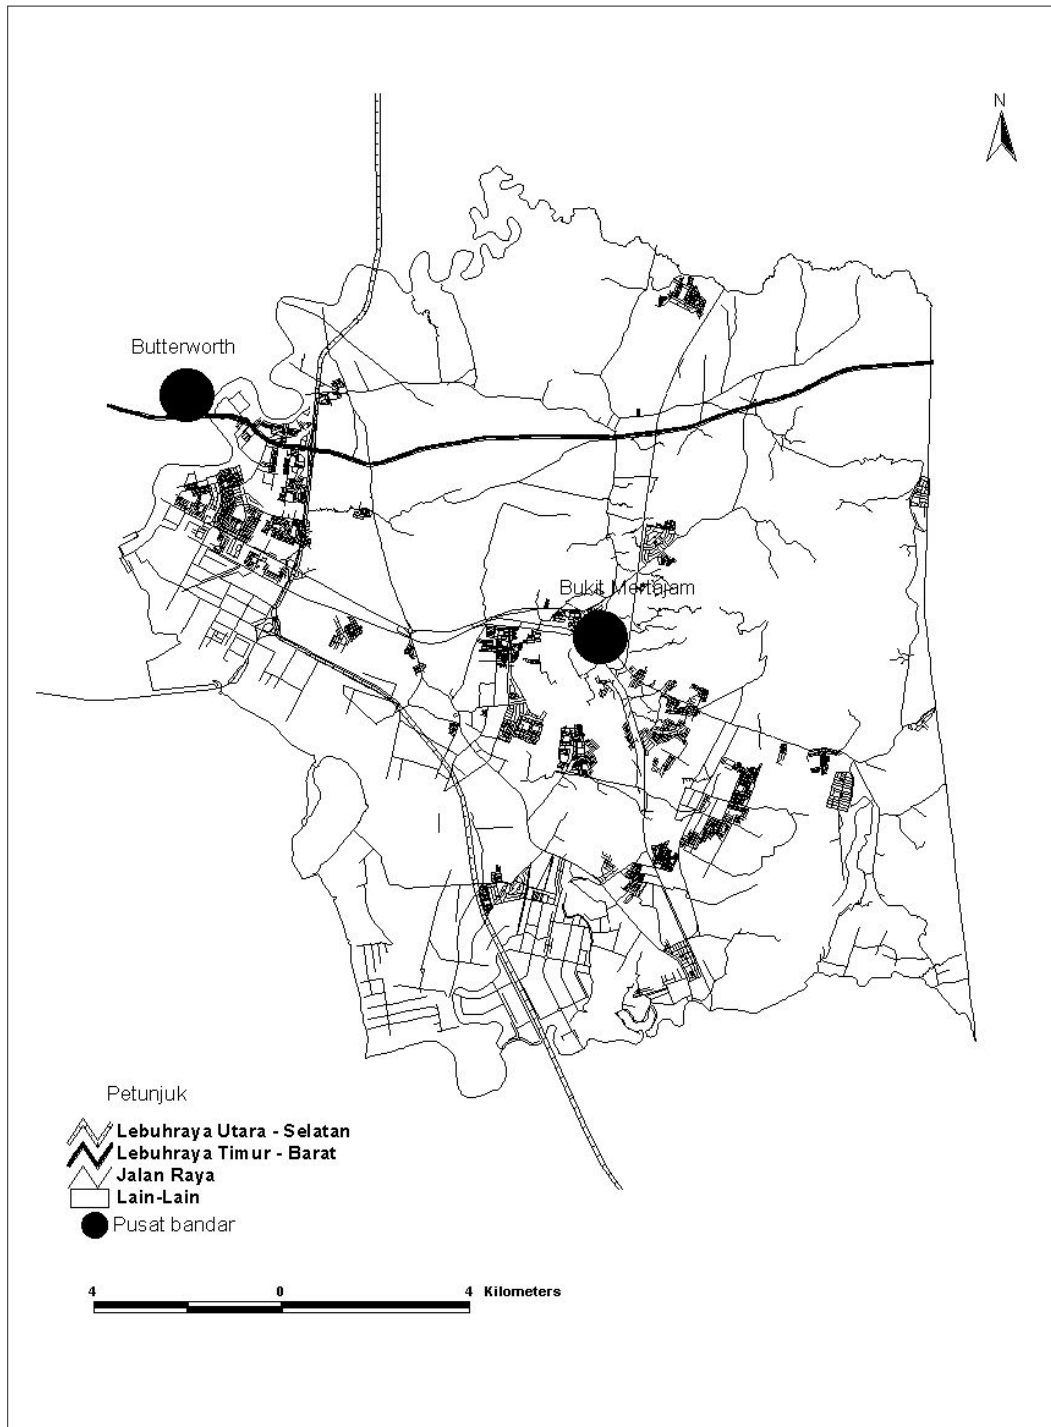 N
Butterworth
Bukit Mertajam
Petunjuk
Lebuhraya Utara - Selatan
Lebuhraya Timur - Barat
Jalan Raya
Lain-Lain
Pusat bandar
4 0 4 Kilometers